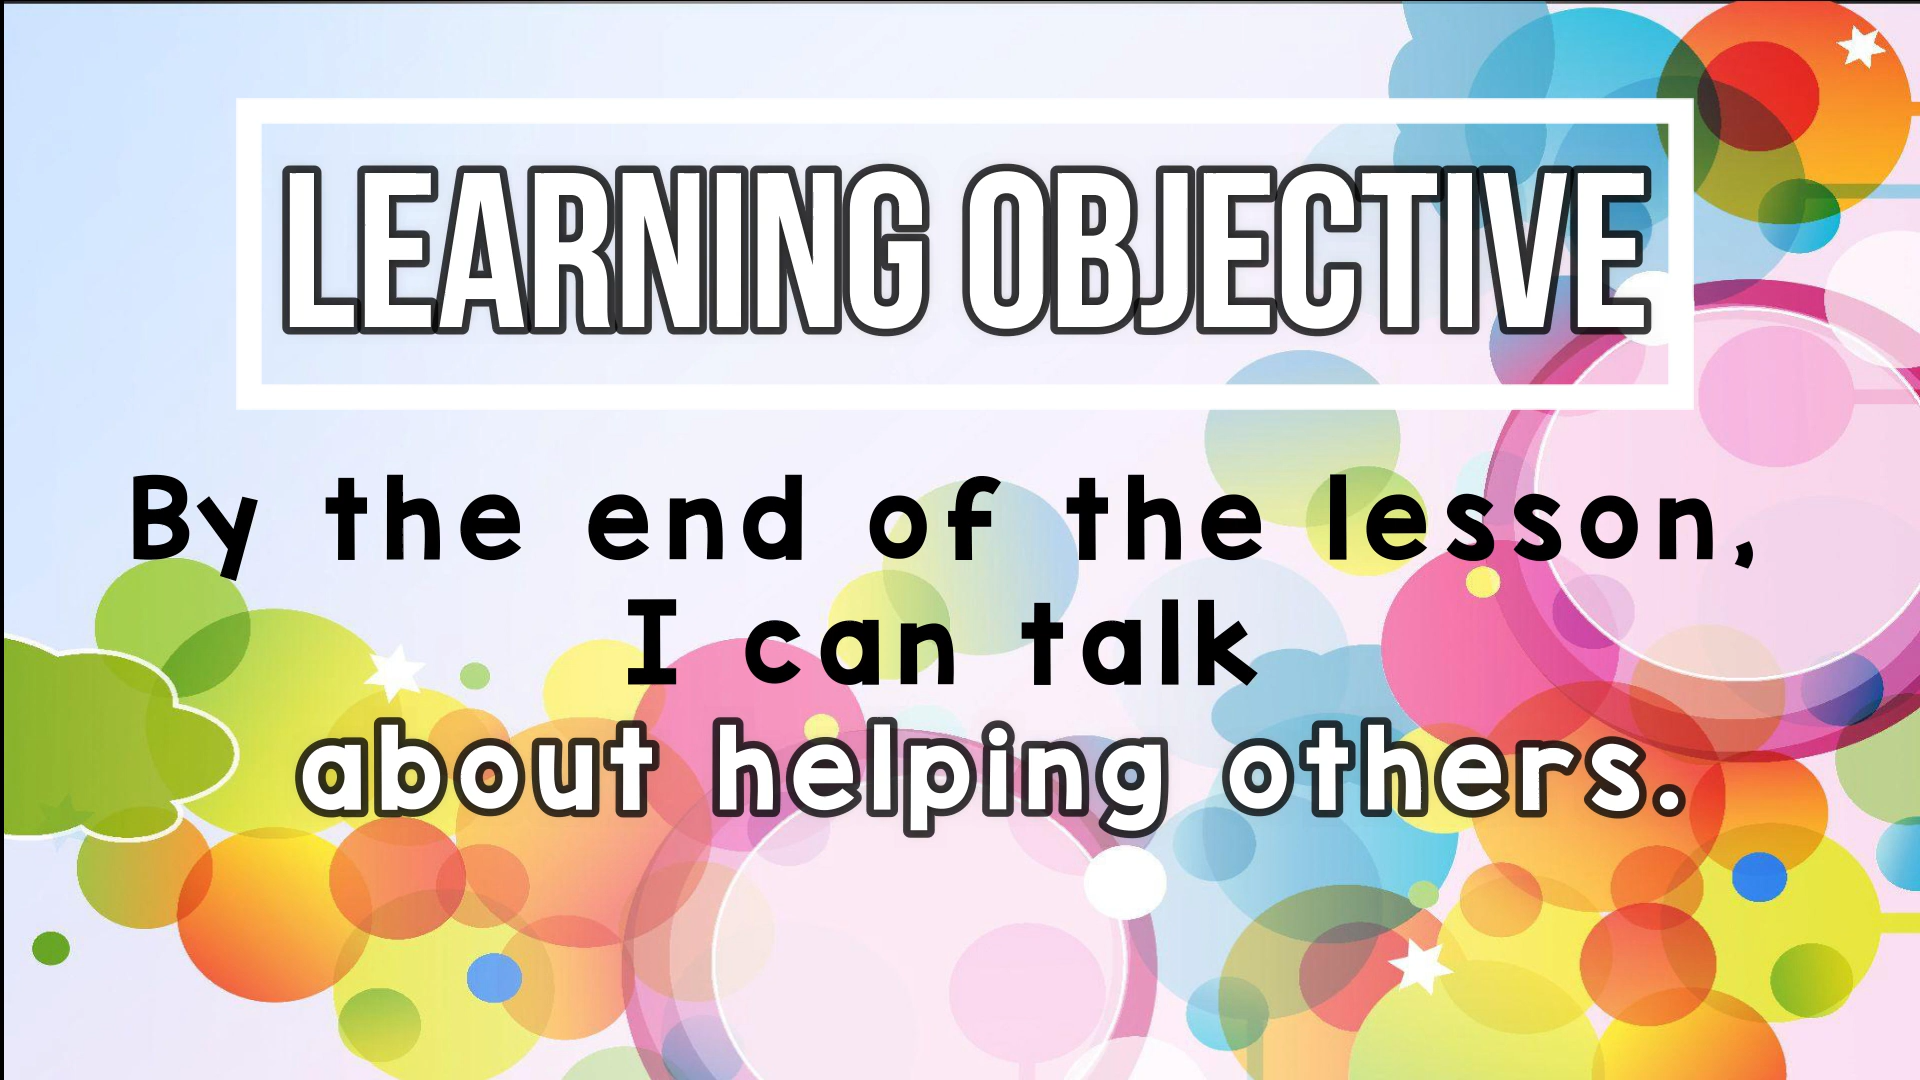 LEARNING OBJECTIVE
By the end of the lesson,
I can talk
about helping others.